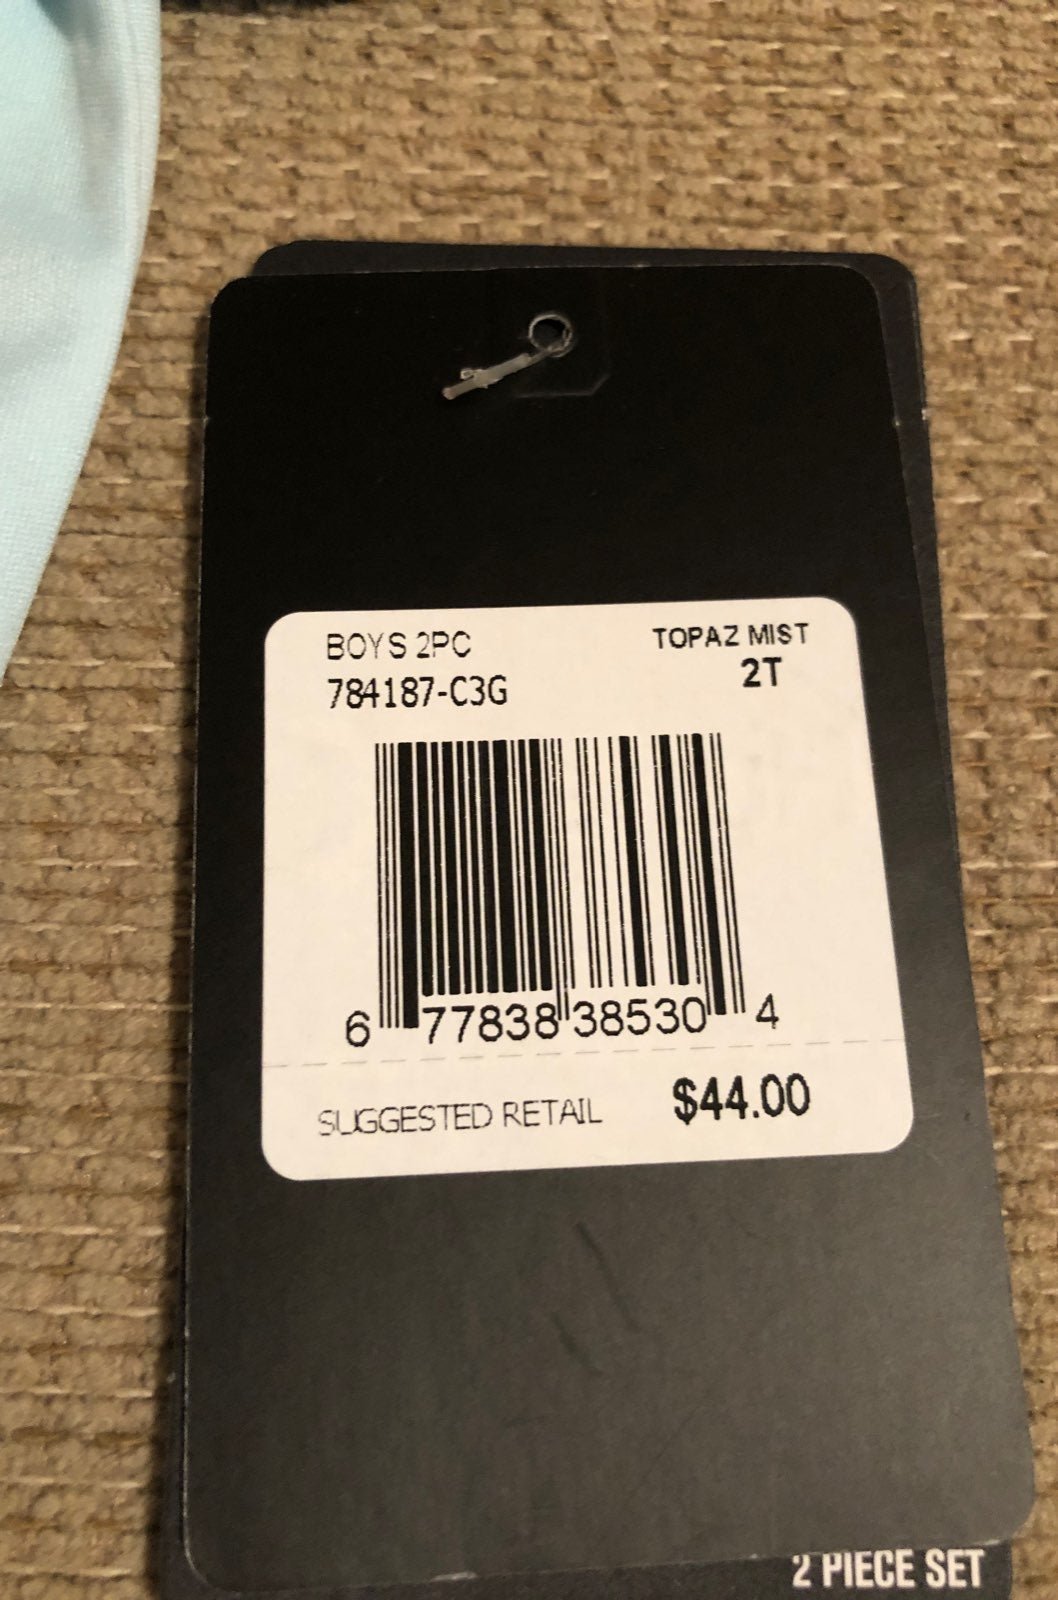 BOYS 2PC
TOPAZ MIST
784187-C3G
2T
6 77838 38530 4
SUGGESTED RETAIL $44.00
2 PIECE SET